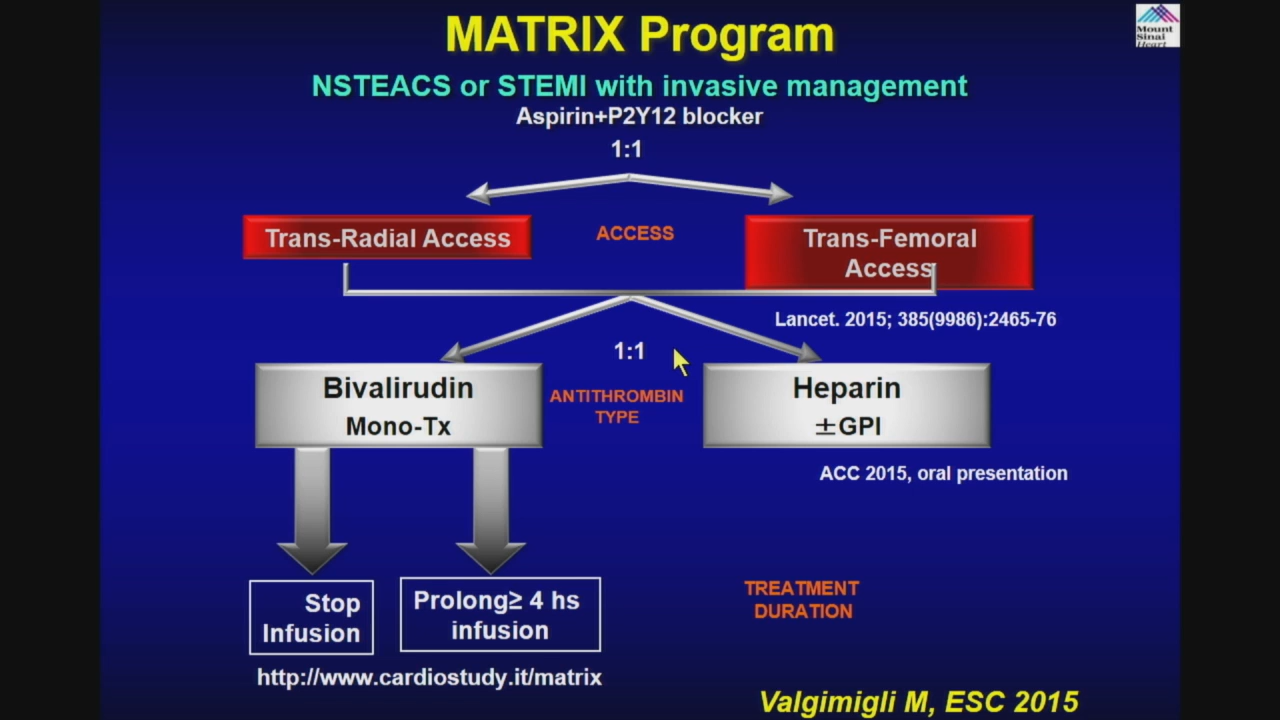 MATRIX Program
Mount
Sinai
Heart
NSTEACS or STEMI with invasive management
Aspirin+P2Y12 blocker
1:1
Trans-Radial Access
ACCESS
Trans-Femoral
Access
Lancet. 2015; 385(9986):2465-76
1:1
Bivalirudin
Mono-Tx
ANTITHROMBIN
TYPE
Heparin
±GPI
ACC 2015, oral presentation
Stop
Infusion
Prolong≥ 4 hs
infusion
TREATMENT
DURATION
http://www.cardiostudy.it/matrix
Valgimigli M, ESC 2015